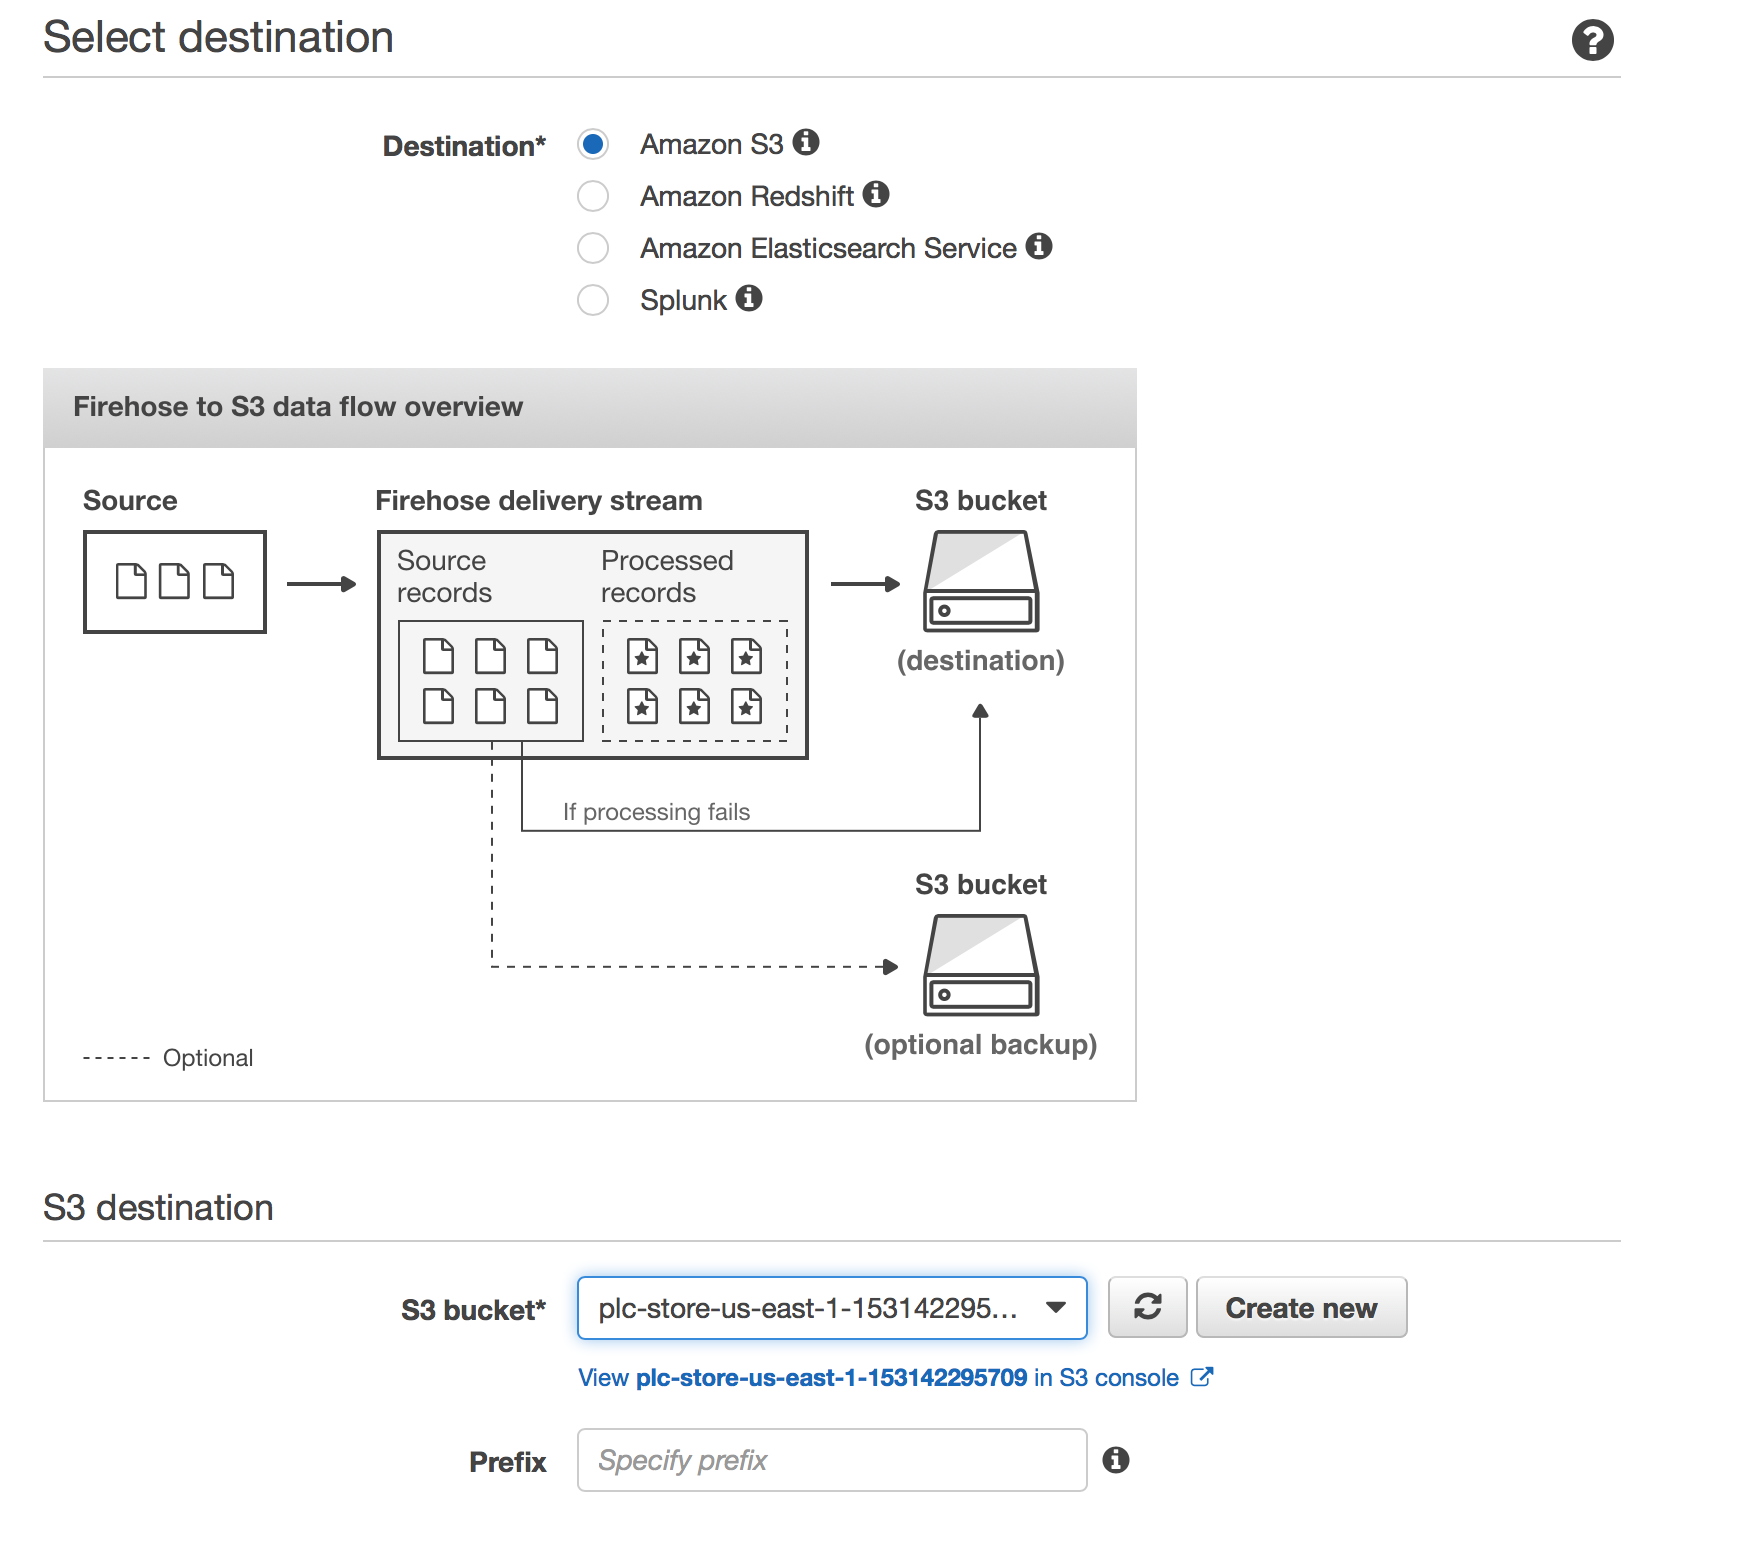 Select destination
Destination*
Amazon S3
Amazon Redshift
Amazon Elasticsearch Service
Splunk
Firehose to S3 data flow overview
Source
Firehose delivery stream
S3 bucket
Source
records
Processed
records
(destination)
If processing fails
S3 bucket
(optional backup)
------ Optional
S3 destination
S3 bucket*
plc-store-us-east-1-153142295...
Create new
View plc-store-us-east-1-153142295709 in S3 console
Prefix
Specify prefix